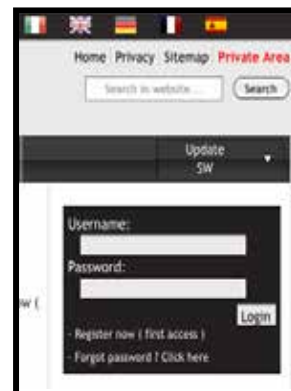 Home Privacy Sitemap Private Area
Search in website... Search
Update
SW
Username:
Password:
ow (
Login
- Register now ( first access )
- Forgot password ? Click here